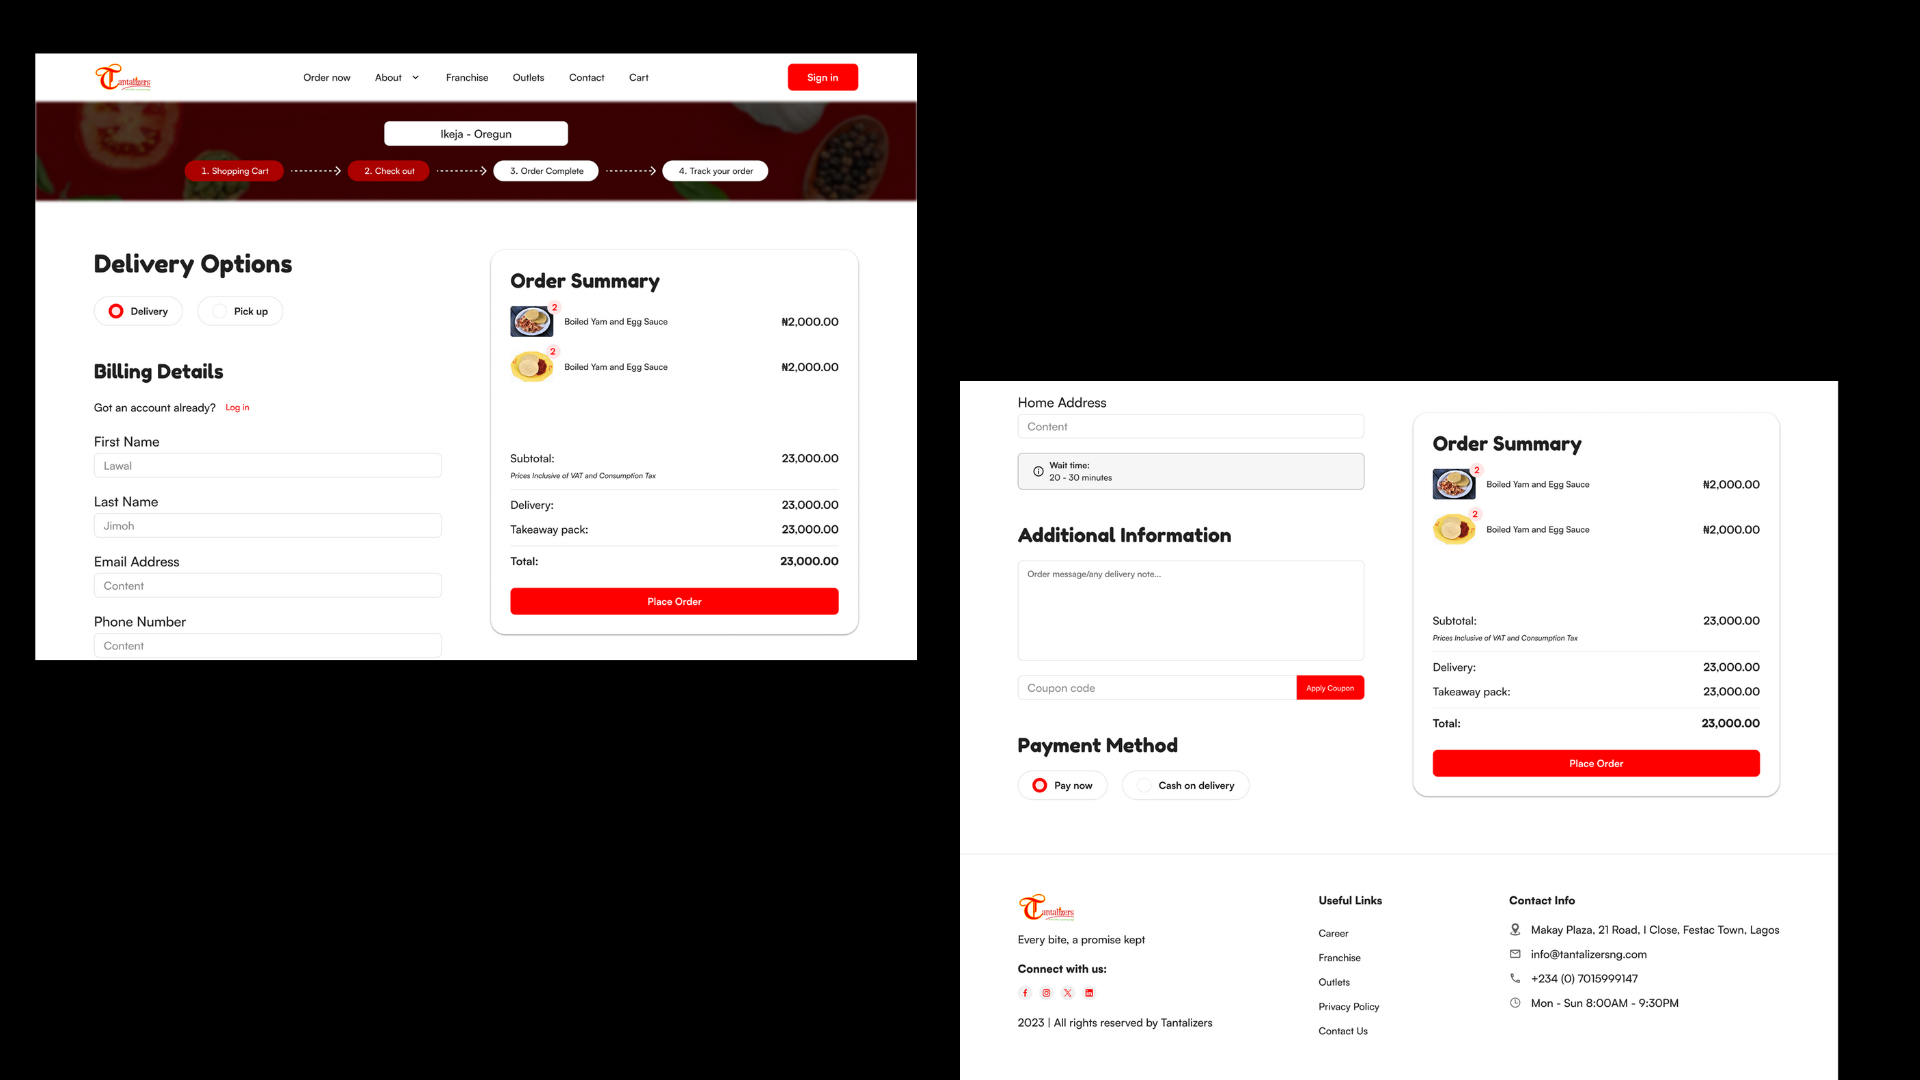 Tantalizers
Order now
About
Franchise
Outlets
Contact
Cart
Sign in
Ikeja - Oregun
1. Shopping Cart
2. Check out
3. Order Complete
4. Track your order
Delivery Options
Delivery
Pick up
Billing Details
Got an account already? Log in
First Name
Lawal
Last Name
Jimoh
Email Address
Content
Phone Number
Content
Order Summary
2
Boiled Yam and Egg Sauce
₦2,000.00
2
Boiled Yam and Egg Sauce
₦2,000.00
Subtotal: 23,000.00
Prices Inclusive of VAT and Consumption Tax
Delivery: 23,000.00
Takeaway pack: 23,000.00
Total: 23,000.00
Place Order
Home Address
Content
Wait time:
20 - 30 minutes
Additional Information
Order message/any delivery note...
Coupon code
Apply Coupon
Payment Method
Pay now
Cash on delivery
Order Summary
2
Boiled Yam and Egg Sauce
₦2,000.00
2
Boiled Yam and Egg Sauce
₦2,000.00
Subtotal: 23,000.00
Prices Inclusive of VAT and Consumption Tax
Delivery: 23,000.00
Takeaway pack: 23,000.00
Total: 23,000.00
Place Order
Tantalizers
Every bite, a promise kept
Connect with us:
2023 | All rights reserved by Tantalizers
Useful Links
Career
Franchise
Outlets
Privacy Policy
Contact Us
Contact Info
Makay Plaza, 21 Road, I Close, Festac Town, Lagos
info@tantalizersng.com
+234 (0) 7015999147
Mon - Sun 8:00AM - 9:30PM